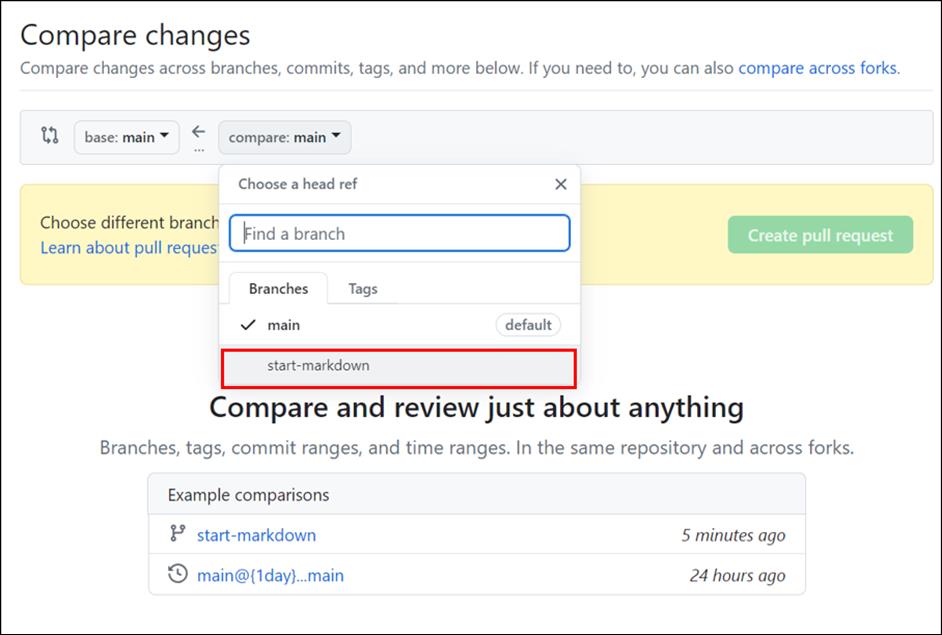 Compare changes
Compare changes across branches, commits, tags, and more below. If you need to, you can also compare across forks.
base: main
...
compare: main
Choose a head ref
Choose different branch
Learn about pull reques
Find a branch
Create pull request
Branches Tags
main default
start-markdown
Compare and review just about anything
Branches, tags, commit ranges, and time ranges. In the same repository and across forks.
Example comparisons
start-markdown 5 minutes ago
main@{1day}...main 24 hours ago